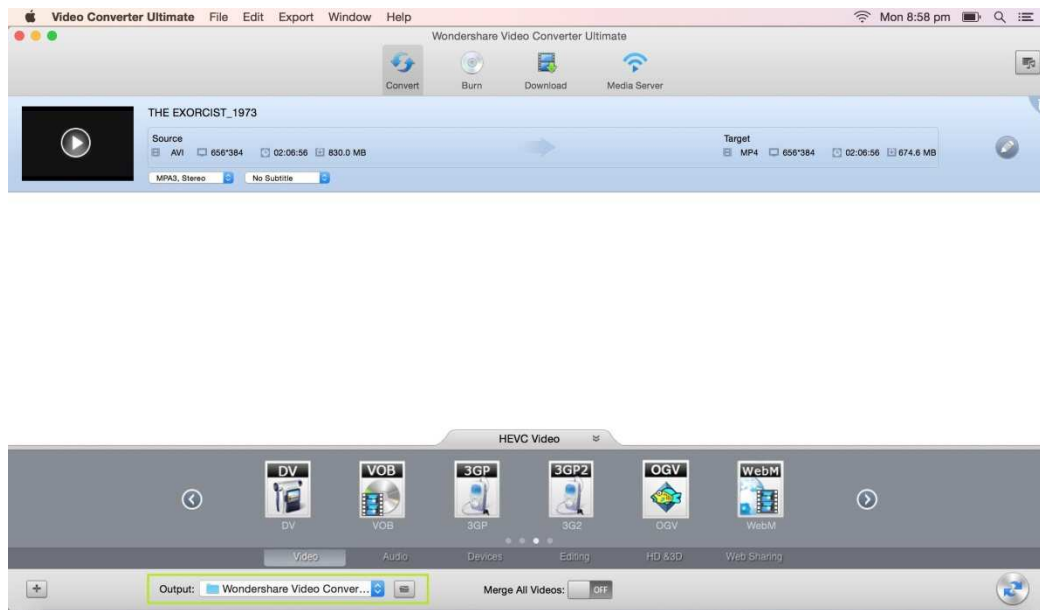 Video Converter Ultimate File Edit Export Window Help Mon 8:58 pm
Wondershare Video Converter Ultimate
Convert Burn Download Media Server
THE EXORCIST_1973
Source Target
AVI 656*384 02:06:56 830.0 MB MP4 656*384 02:06:56 674.6 MB
MPA3, Stereo No Subtitle
HEVC Video
DV VOB 3GP 3GP2 OGV WebM
DV VOB 3GP 3G2 OGV WebM
Video Audio Devices Editing HD &3D Web Sharing
Output: Wondershare Video Conver... Merge All Videos: OFF